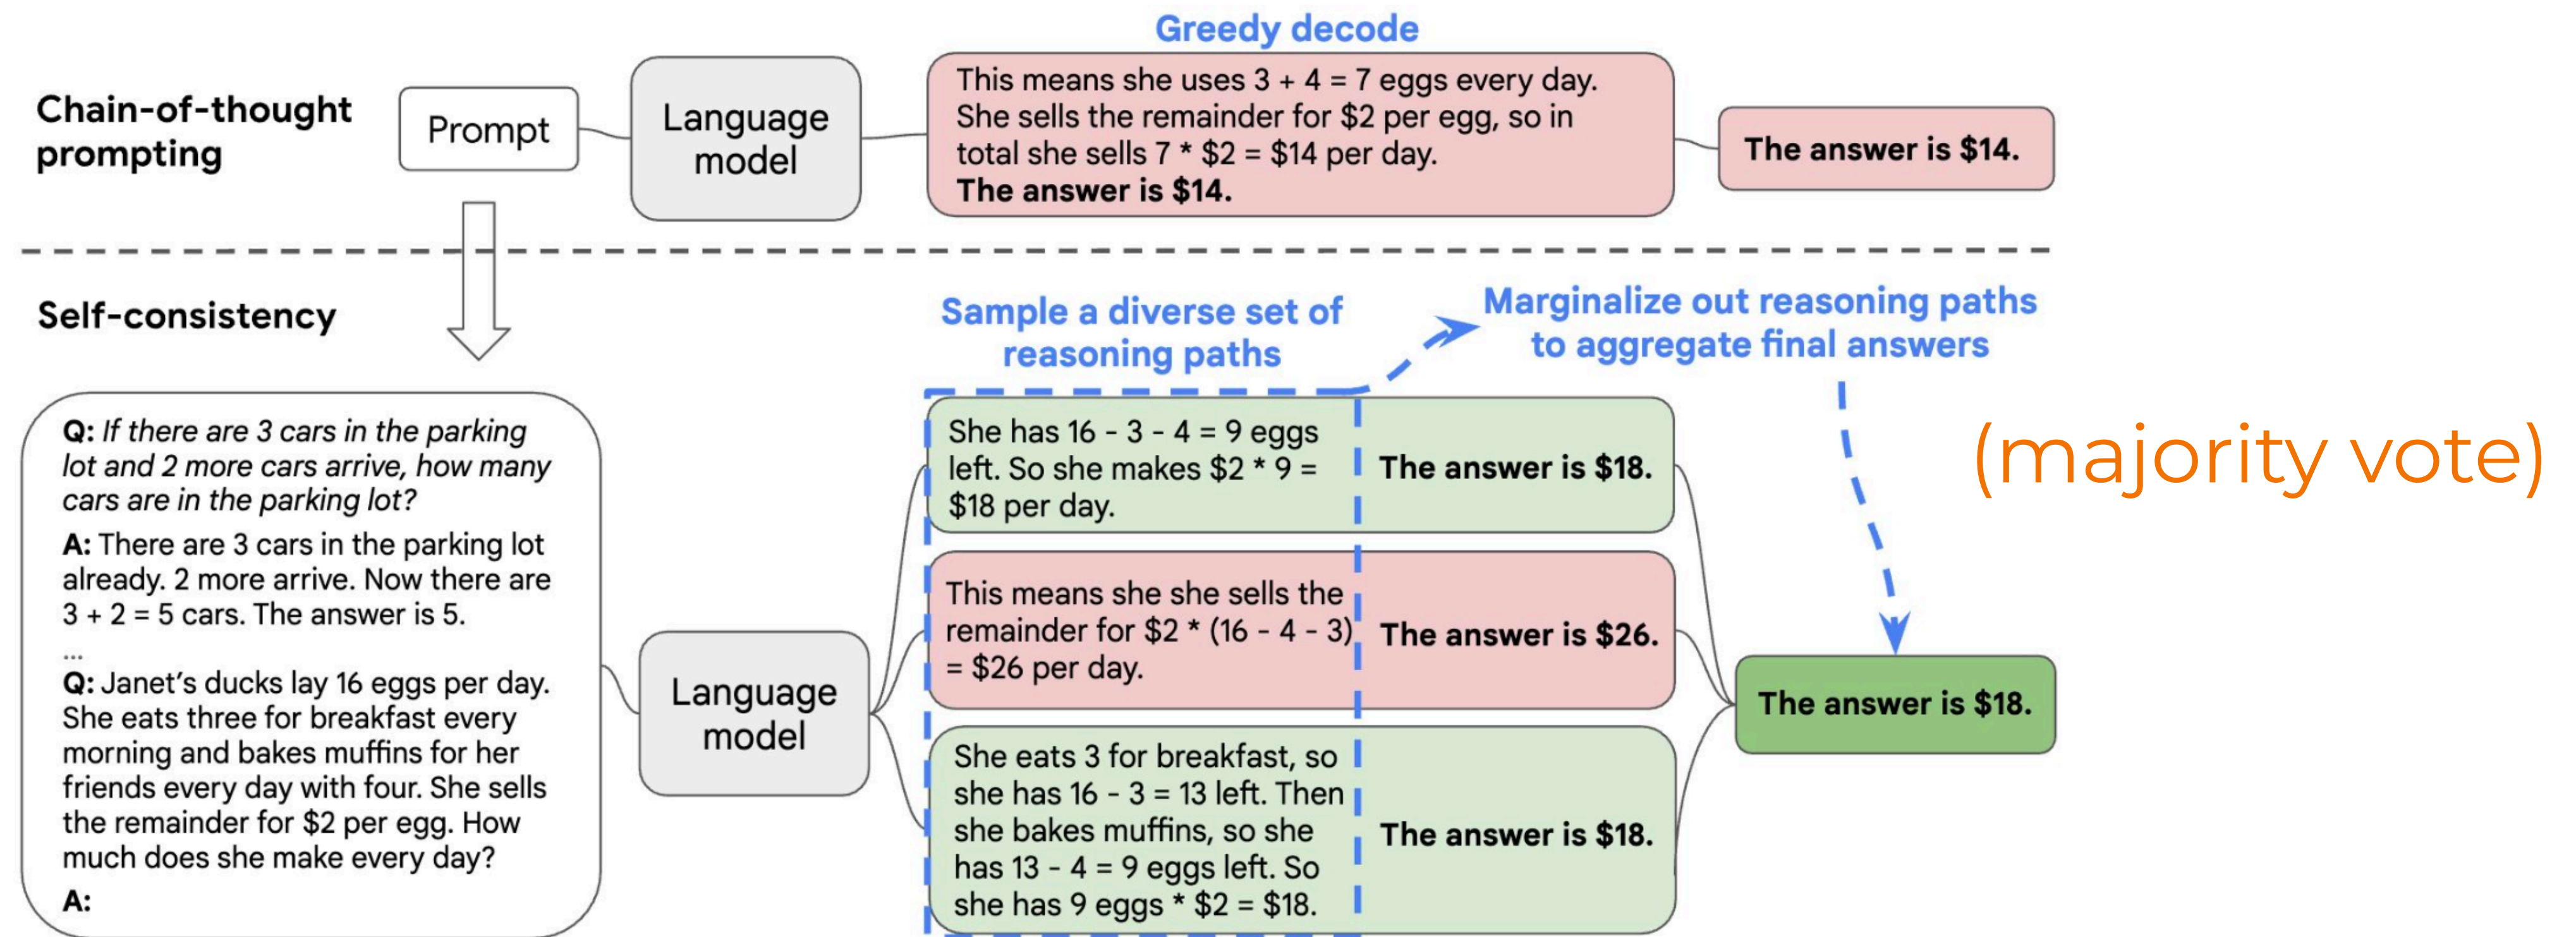 Greedy decode
Chain-of-thought
prompting
Prompt
Language
model
This means she uses 3 + 4 = 7 eggs every day.
She sells the remainder for $2 per egg, so in
total she sells 7 * $2 = $14 per day.
The answer is $14.
The answer is $14.
Self-consistency
Sample a diverse set of
reasoning paths
Marginalize out reasoning paths
to aggregate final answers
(majority vote)
Q: If there are 3 cars in the parking
lot and 2 more cars arrive, how many
cars are in the parking lot?
A: There are 3 cars in the parking lot
already. 2 more arrive. Now there are
3 + 2 = 5 cars. The answer is 5.
...
Q: Janet’s ducks lay 16 eggs per day.
She eats three for breakfast every
morning and bakes muffins for her
friends every day with four. She sells
the remainder for $2 per egg. How
much does she make every day?
A:
Language
model
She has 16 - 3 - 4 = 9 eggs
left. So she makes $2 * 9 =
$18 per day.
The answer is $18.
This means she she sells the
remainder for $2 * (16 - 4 - 3)
= $26 per day.
The answer is $26.
She eats 3 for breakfast, so
she has 16 - 3 = 13 left. Then
she bakes muffins, so she
has 13 - 4 = 9 eggs left. So
she has 9 eggs * $2 = $18.
The answer is $18.
The answer is $18.